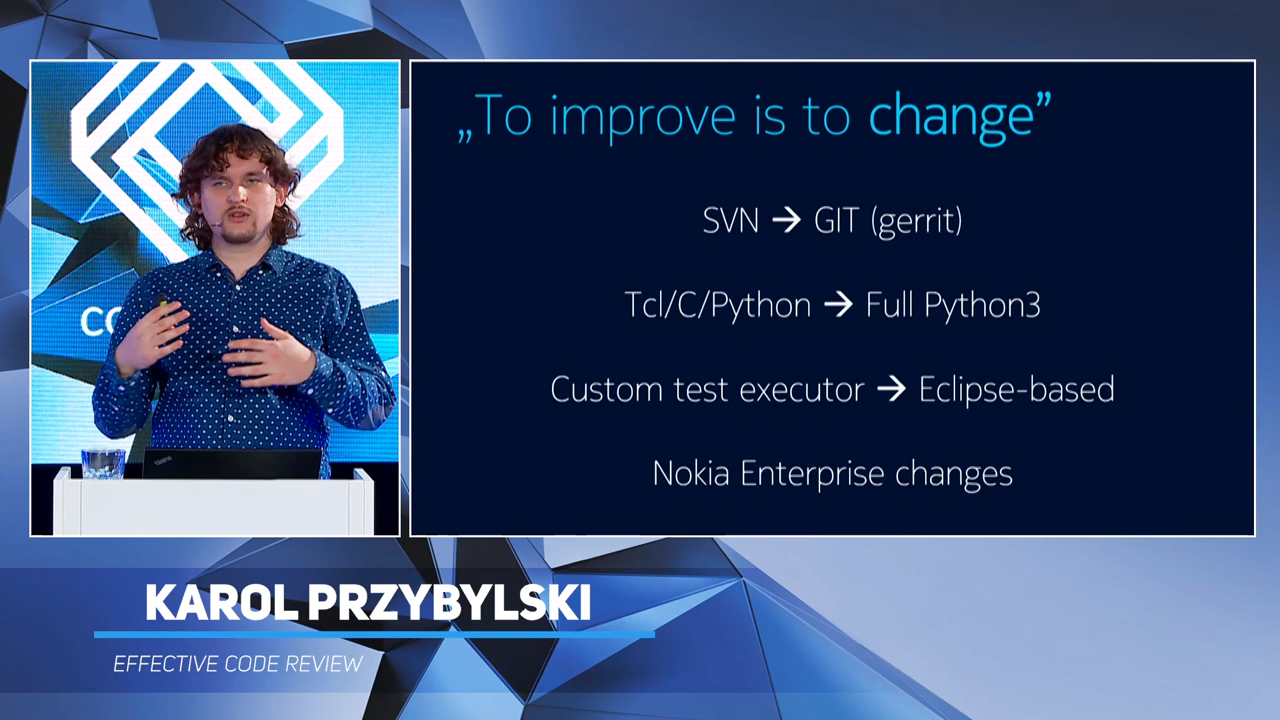 „To improve is to change”
SVN → GIT (gerrit)
Tcl/C/Python → Full Python3
Custom test executor → Eclipse-based
Nokia Enterprise changes
CO
KAROL PRZYBYLSKI
EFFECTIVE CODE REVIEW